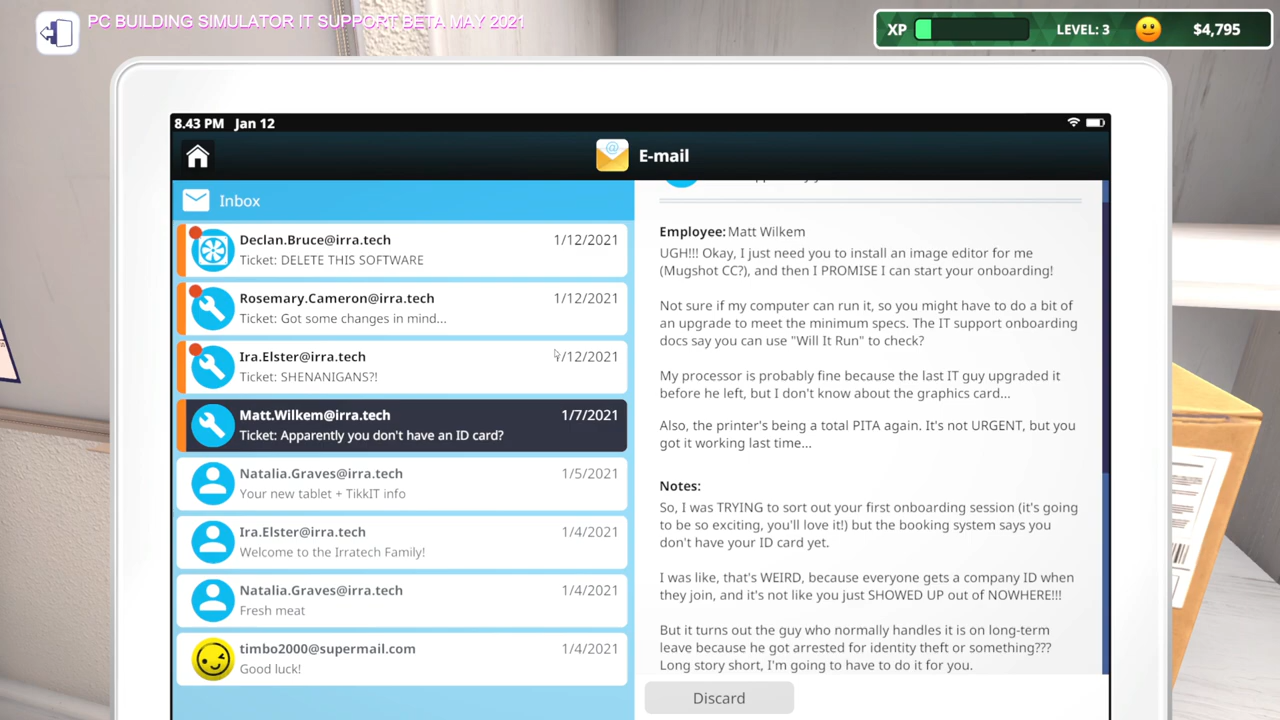 PC BUILDING SIMULATOR IT SUPPORT BETA MAY 2021
XP LEVEL: 3 $4,795
8.43 PM Jan 12
E-mail
Inbox
Declan.Bruce@irra.tech 1/12/2021
Ticket: DELETE THIS SOFTWARE
Rosemary.Cameron@irra.tech 1/12/2021
Ticket: Got some changes in mind...
Ira.Elster@irra.tech 1/12/2021
Ticket: SHENANIGANS?!
Matt.Wilkem@irra.tech 1/7/2021
Ticket: Apparently you don't have an ID card?
Natalia.Graves@irra.tech 1/5/2021
Your new tablet + TikkIT info
Ira.Elster@irra.tech 1/4/2021
Welcome to the Irratech Family!
Natalia.Graves@irra.tech 1/4/2021
Fresh meat
timbo2000@supermail.com 1/4/2021
Good luck!
Employee: Matt Wilkem
UGH!!! Okay, I just need you to install an image editor for me
(Mugshot CC?), and then I PROMISE I can start your onboarding!
Not sure if my computer can run it, so you might have to do a bit of
an upgrade to meet the minimum specs. The IT support onboarding
docs say you can use "Will It Run" to check?
My processor is probably fine because the last IT guy upgraded it
before he left, but I don't know about the graphics card...
Also, the printer's being a total PITA again. It's not URGENT, but you
got it working last time...
Notes:
So, I was TRYING to sort out your first onboarding session (it's going
to be so exciting, you'll love it!) but the booking system says you
don't have your ID card yet.
I was like, that's WEIRD, because everyone gets a company ID when
they join, and it's not like you just SHOWED UP out of NOWHERE!!!
But it turns out the guy who normally handles it is on long-term
leave because he got arrested for identity theft or something???
Long story short, I'm going to have to do it for you.
Discard